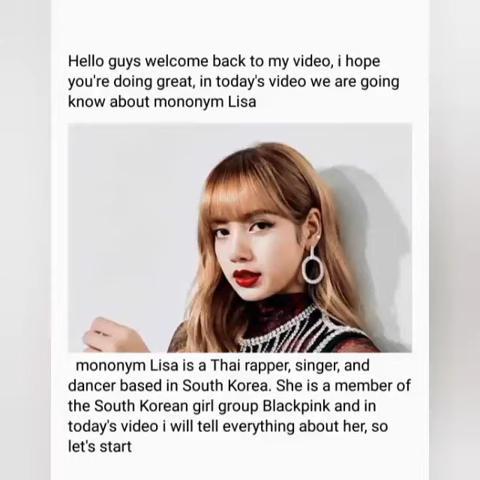 Hello guys welcome back to my video, i hope
you're doing great, in today's video we are going
know about mononym Lisa
mononym Lisa is a Thai rapper, singer, and
dancer based in South Korea. She is a member of
the South Korean girl group Blackpink and in
today's video i will tell everything about her, so
let's start